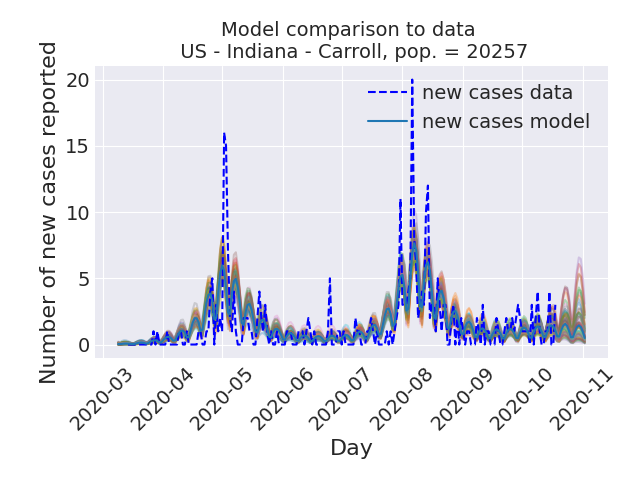 Model comparison to data
US - Indiana - Carroll, pop. = 20257
new cases data
new cases model
Number of new cases reported
20
15
10
5
0
2020-03
2020-04
2020-05
2020-06
2020-07
2020-08
2020-09
2020-10
2020-11
Day